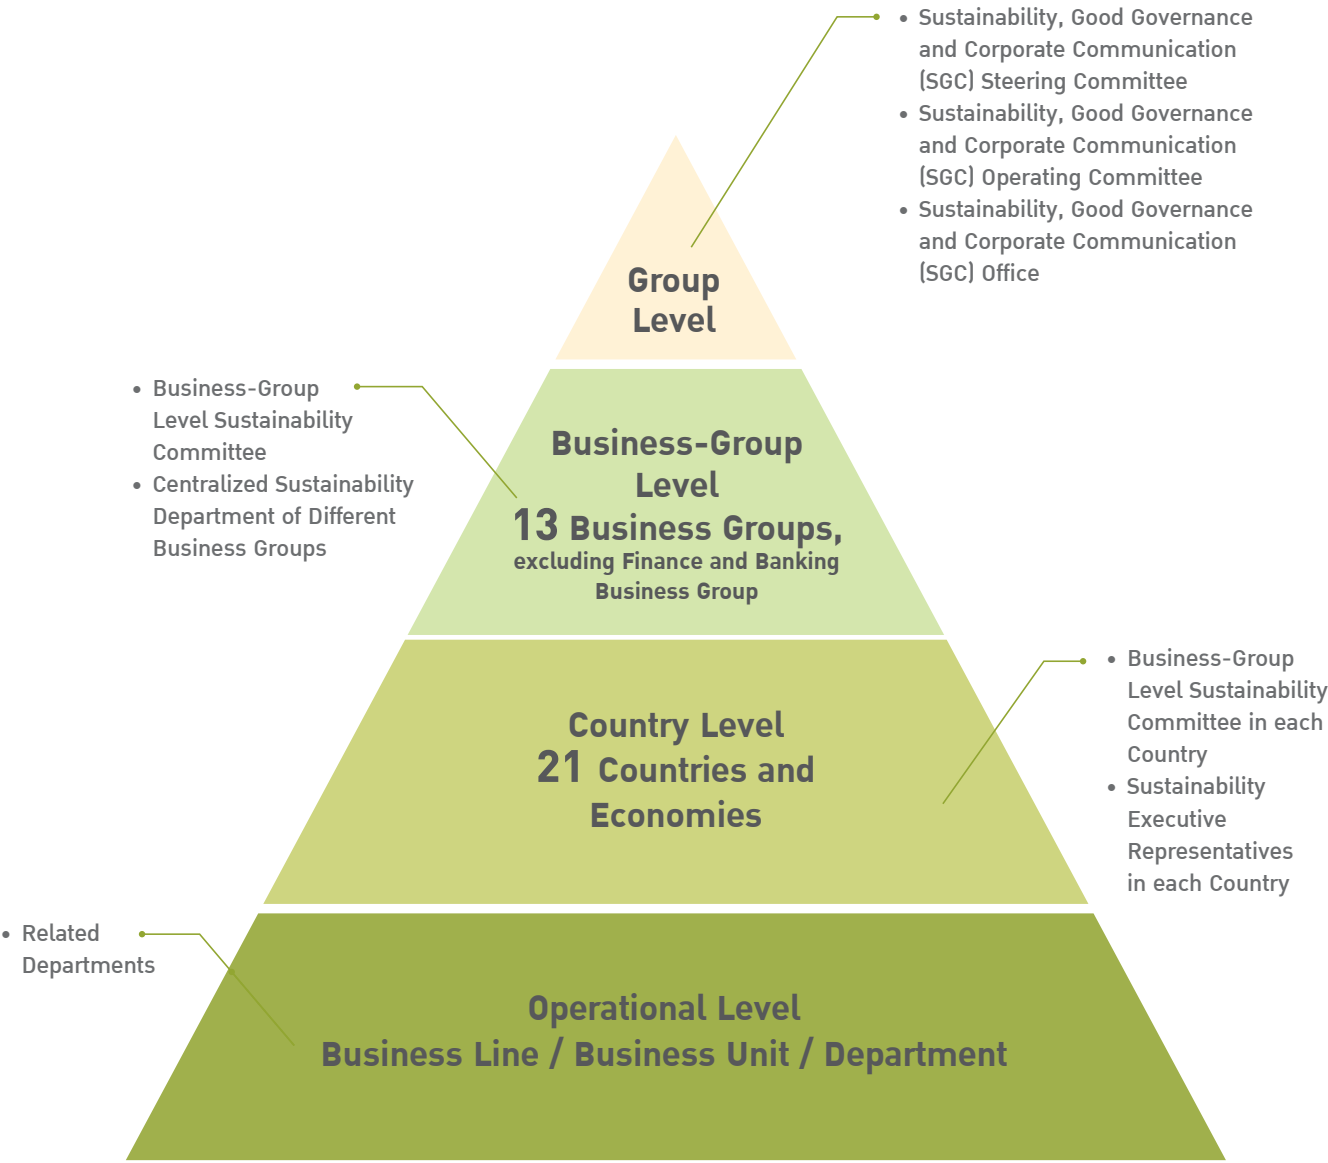 • Sustainability, Good Governance
and Corporate Communication
(SGC) Steering Committee
• Sustainability, Good Governance
and Corporate Communication
(SGC) Operating Committee
• Sustainability, Good Governance
and Corporate Communication
(SGC) Office
Group
Level
• Business-Group
Level Sustainability
Committee
• Centralized Sustainability
Department of Different
Business Groups
Business-Group
Level
13 Business Groups,
excluding Finance and Banking
Business Group
• Business-Group
Level Sustainability
Committee in each
Country
• Sustainability
Executive
Representatives
in each Country
Country Level
21 Countries and
Economies
• Related
Departments
Operational Level
Business Line / Business Unit / Department